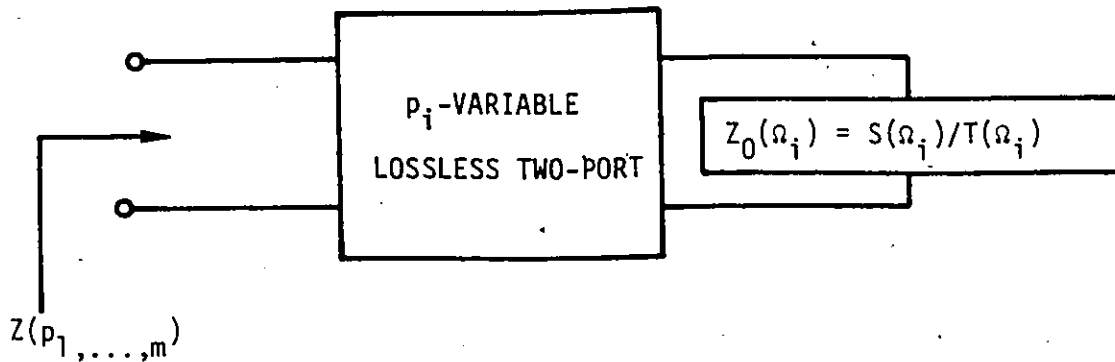 p_i-VARIABLE
LOSSLESS TWO-PORT
Z_0(Ω_i) = S(Ω_i)/T(Ω_i)
Z(p_1,...,m)